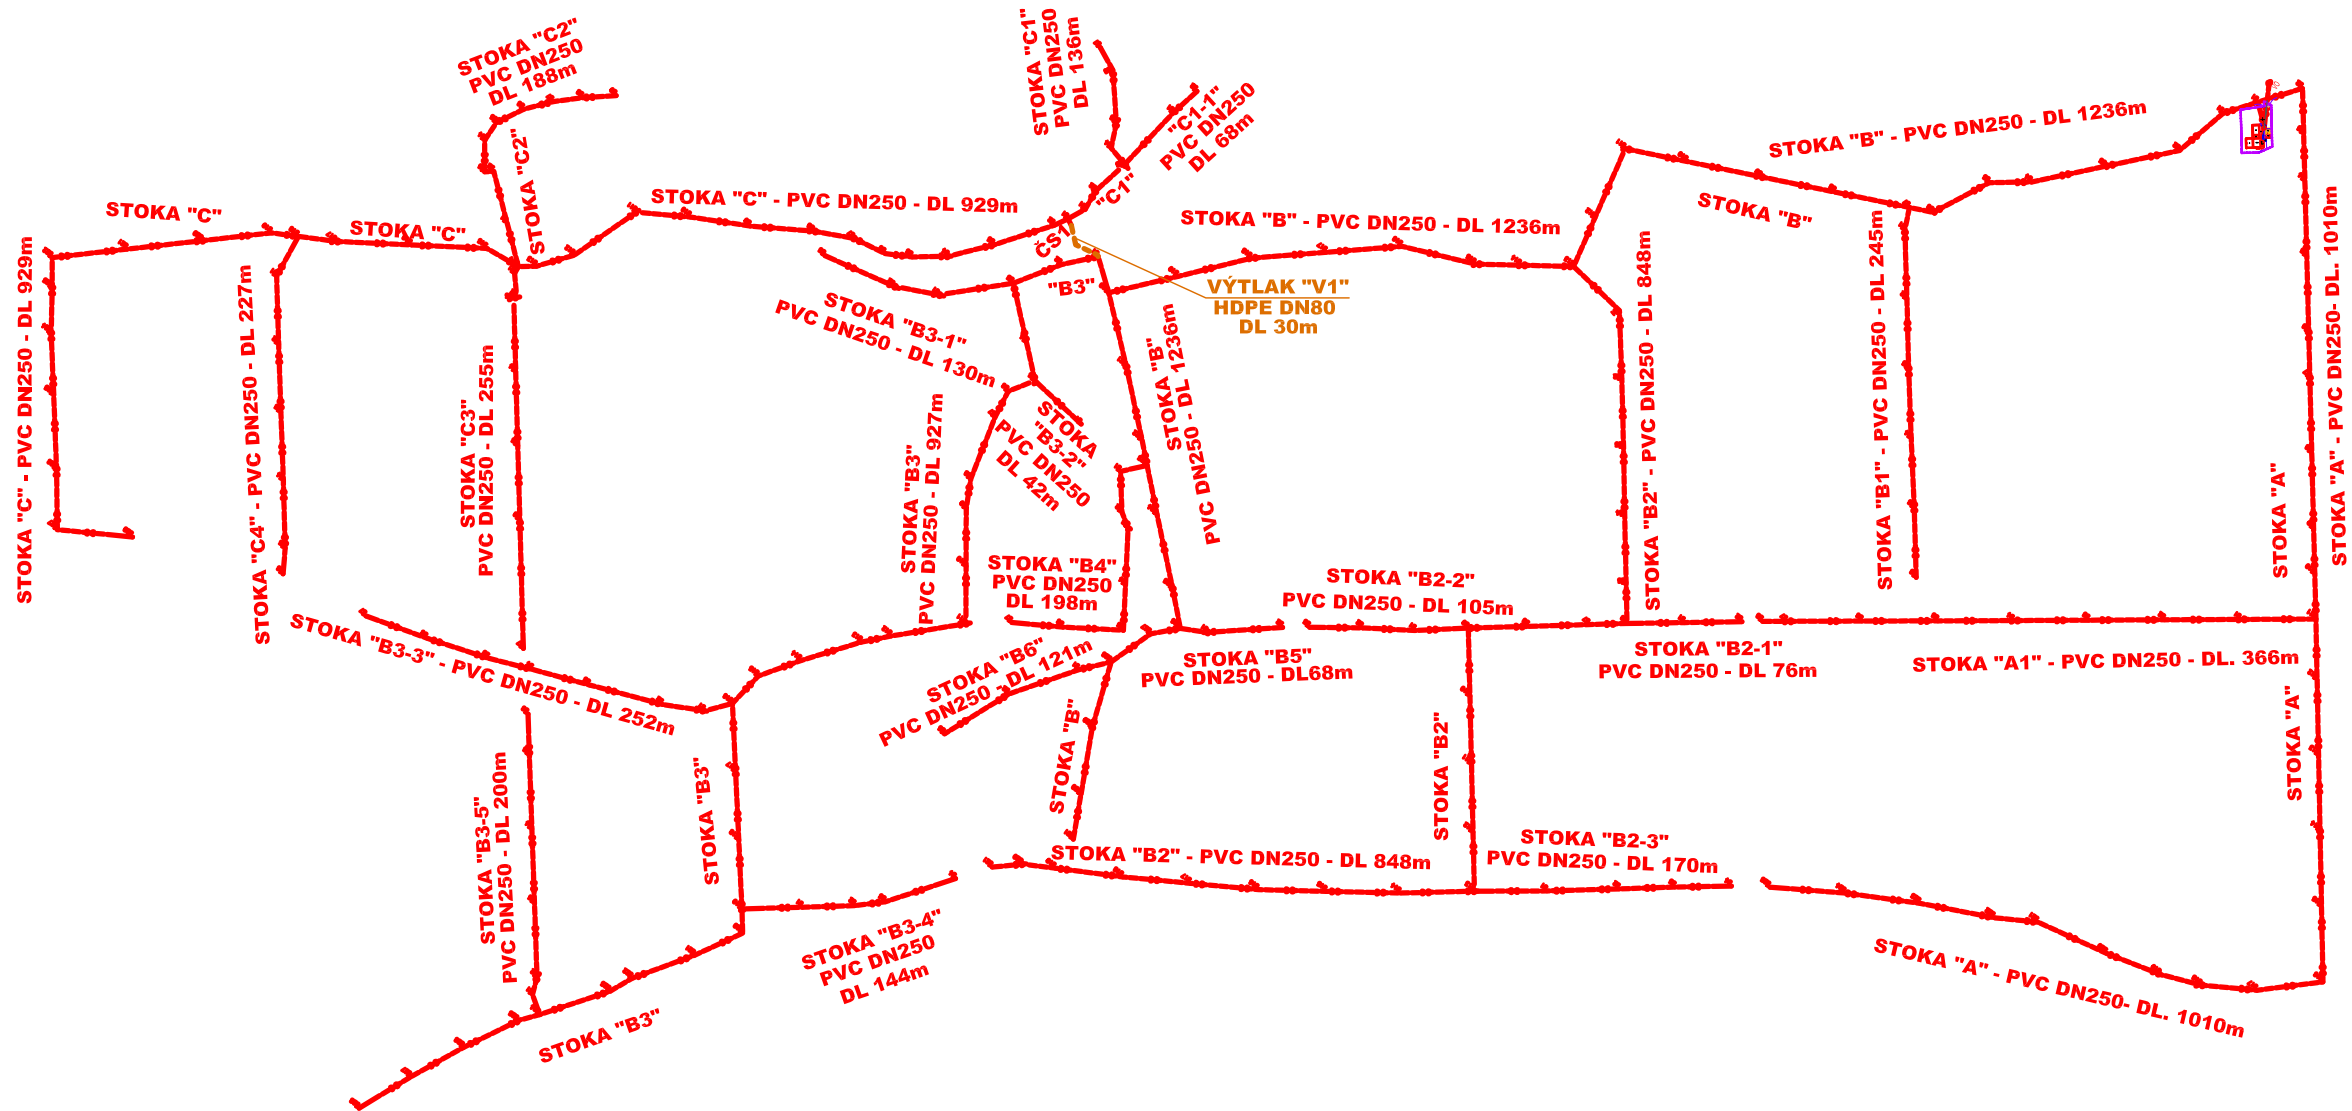 STOKA "C2"
PVC DN250
DL 188m
STOKA "C2"
STOKA "C1"
PVC DN250
DL 136m
"C1-1"
PVC DN250
DL 68m
"C1"
STOKA "C"
STOKA "C"
STOKA "C" - PVC DN250 - DL 929m
STOKA "C" - PVC DN250 - DL 929m
STOKA "C4" - PVC DN250 - DL 227m
STOKA "C3"
PVC DN250 - DL 255m
ČS1
"B3"
VÝTLAK "V1"
HDPE DN80
DL 30m
STOKA "B" - PVC DN250 - DL 1236m
STOKA "B" - PVC DN250 - DL 1236m
STOKA "B"
STOKA "B"
PVC DN250 - DL 1236m
STOKA "B3-1"
PVC DN250 - DL 130m
STOKA
"B3-2"
PVC DN250
DL 42m
STOKA "B3"
PVC DN250 - DL 927m
STOKA "B4"
PVC DN250
DL 198m
STOKA "B2" - PVC DN250 - DL 848m
STOKA "B1" - PVC DN250 - DL 245m
STOKA "A"
STOKA "A" - PVC DN250- DL. 1010m
STOKA "B2-2"
PVC DN250 - DL 105m
STOKA "B2-1"
PVC DN250 - DL 76m
STOKA "A1" - PVC DN250 - DL. 366m
STOKA "B5"
PVC DN250 - DL68m
STOKA "B6"
PVC DN250 - DL 121m
STOKA "B3-3" - PVC DN250 - DL 252m
STOKA "B"
STOKA "B2"
STOKA "A"
STOKA "B3-5"
PVC DN250 - DL 200m
STOKA "B3"
STOKA "B2" - PVC DN250 - DL 848m
STOKA "B2-3"
PVC DN250 - DL 170m
STOKA "B3-4"
PVC DN250
DL 144m
STOKA "A" - PVC DN250- DL. 1010m
STOKA "B3"